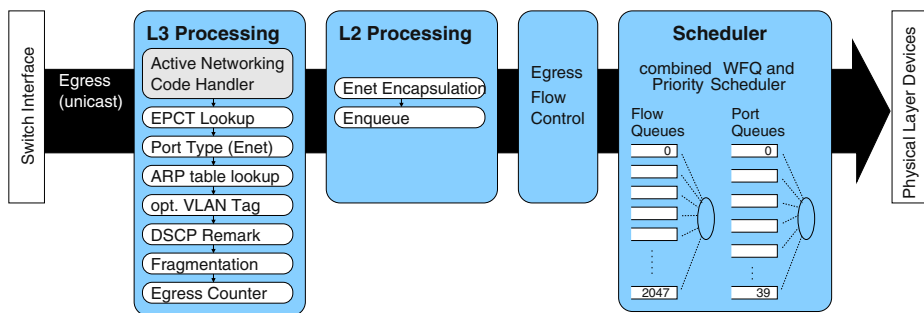 Switch Interface
Egress
(unicast)
L3 Processing
Active Networking
Code Handler
EPCT Lookup
Port Type (Enet)
ARP table lookup
opt. VLAN Tag
DSCP Remark
Fragmentation
Egress Counter
L2 Processing
Enet Encapsulation
Enqueue
Egress
Flow
Control
Scheduler
combined WFQ and
Priority Scheduler
Flow
Queues
0
2047
Port
Queues
0
39
Physical Layer Devices